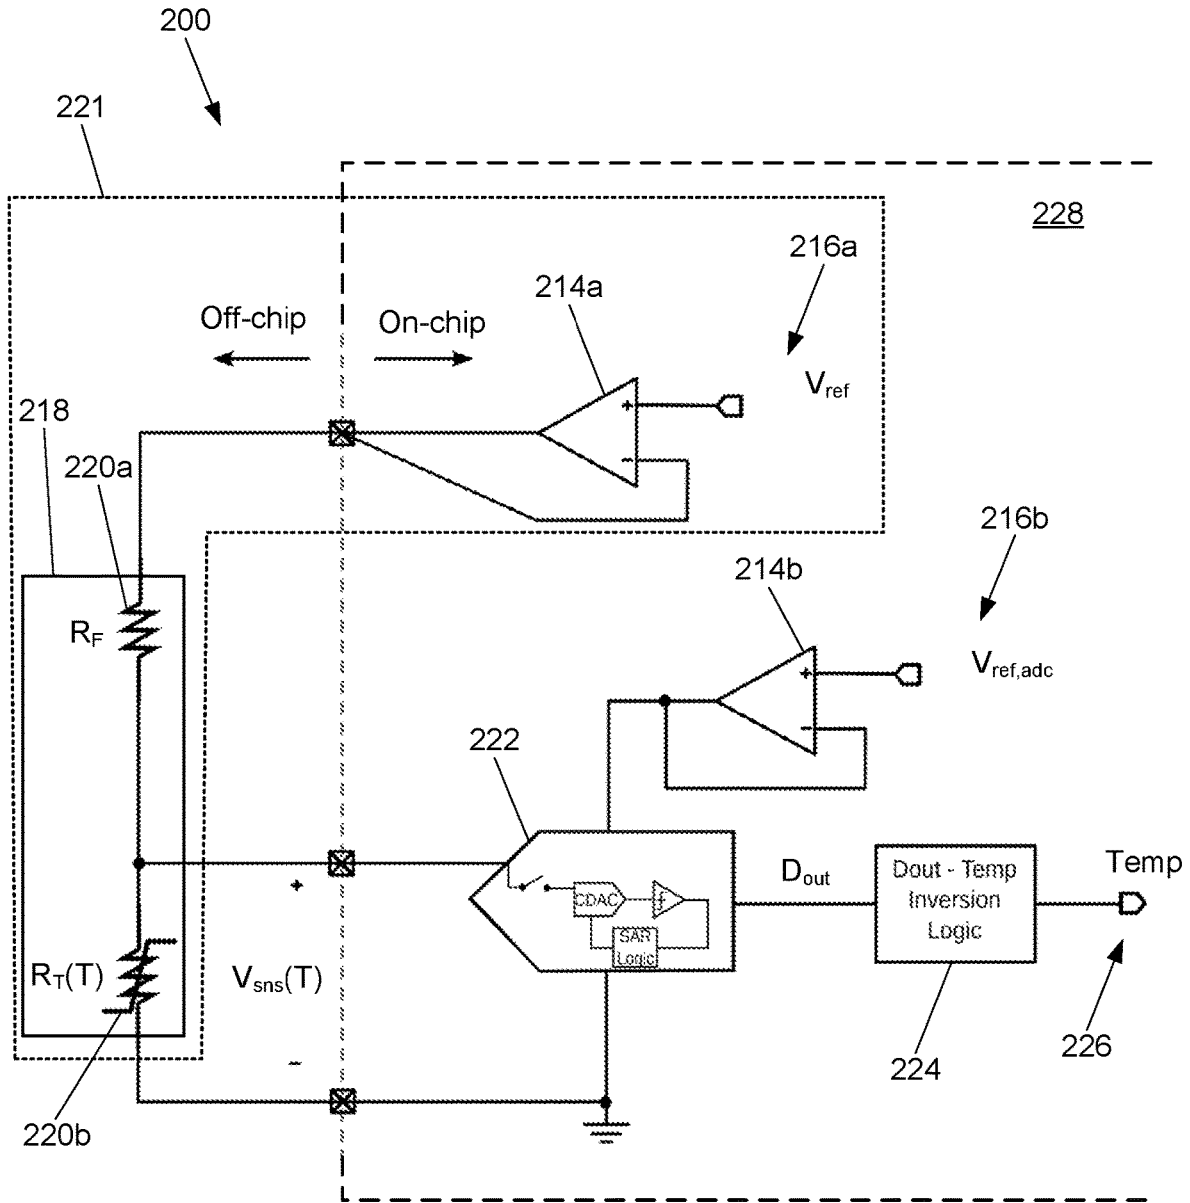 200
221
228
216a
214a
Off-chip
On-chip
Vref
+
−
218
220a
216b
214b
RF
Vref,adc
+
−
222
Dout
Temp
CDAC
SAR
Logic
Dout - Temp
Inversion
Logic
+
RT(T)
Vsns(T)
−
226
224
220b